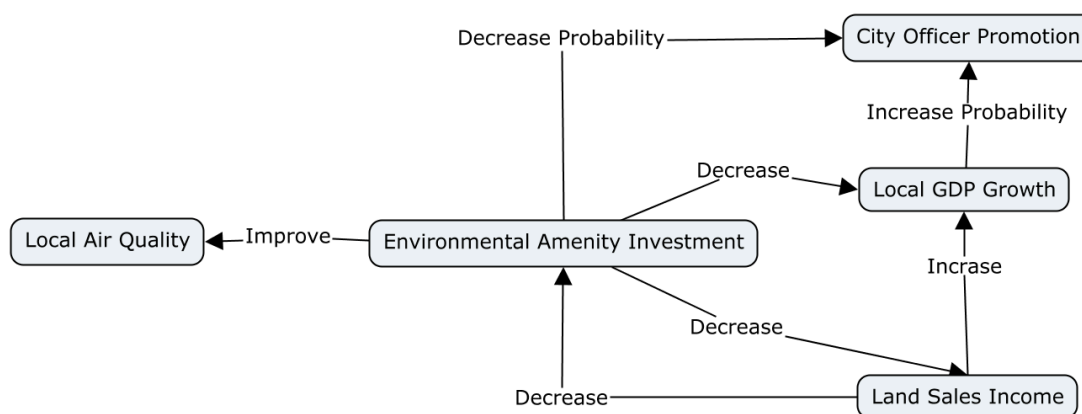 Decrease Probability
City Officer Promotion
Increase Probability
Decrease
Local GDP Growth
Local Air Quality
Improve
Environmental Amenity Investment
Incrase
Decrease
Decrease
Land Sales Income